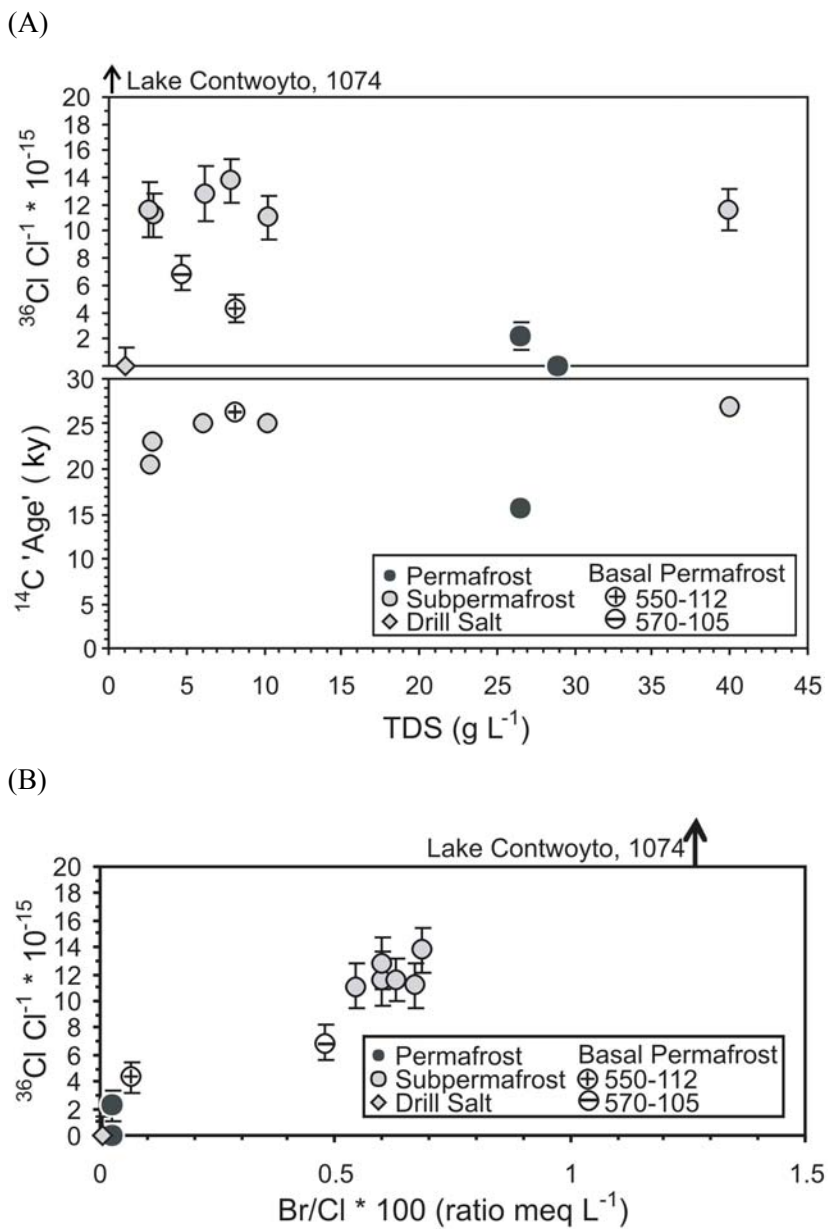 (A)
Lake Contwoyto, 1074
20
18
16
14
12
10
8
6
4
2
³⁶Cl Cl⁻¹ * 10⁻¹⁵
30
25
20
15
10
5
0
¹⁴C 'Age' ( ky)
Permafrost Basal Permafrost
Subpermafrost 550-112
Drill Salt 570-105
0 5 10 15 20 25 30 35 40 45
TDS (g L⁻¹)
(B)
Lake Contwoyto, 1074
20
18
16
14
12
10
8
6
4
2
0
³⁶Cl Cl⁻¹ * 10⁻¹⁵
Permafrost Basal Permafrost
Subpermafrost 550-112
Drill Salt 570-105
0 0.5 1 1.5
Br/Cl * 100 (ratio meq L⁻¹)